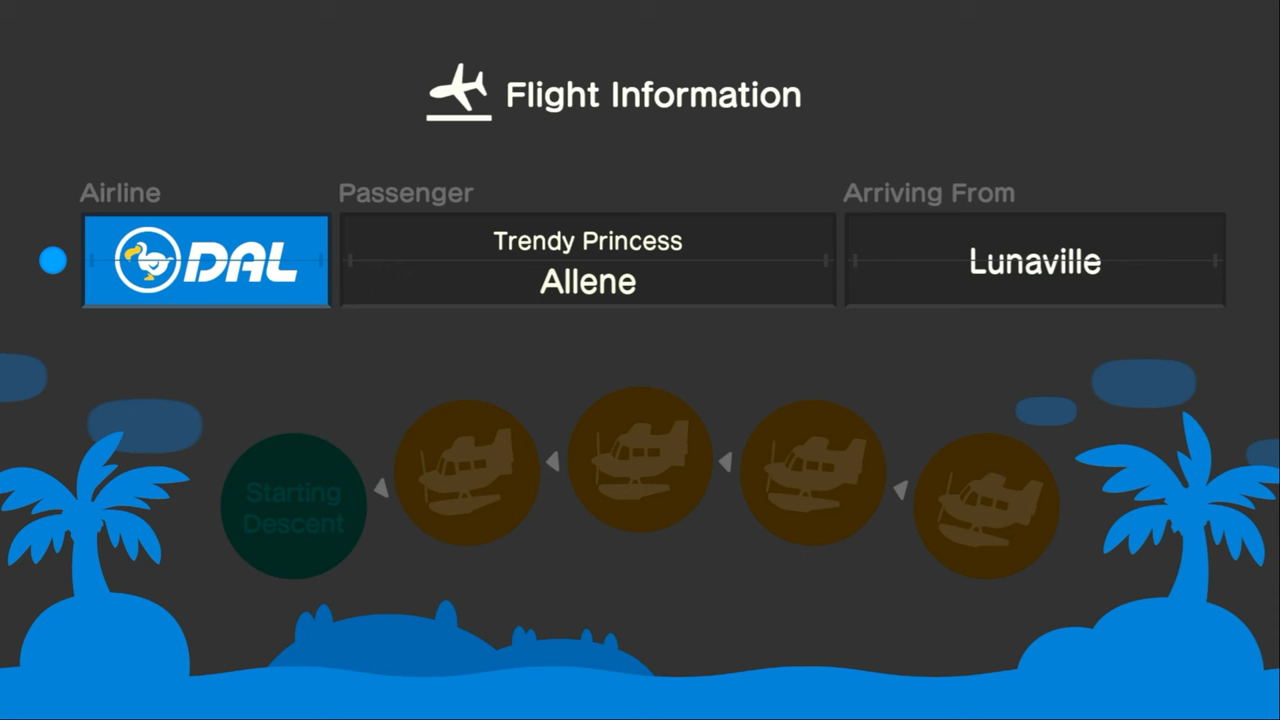 Flight Information
Airline
Passenger
Arriving From
DAL
Trendy Princess
Allene
Lunaville
Starting
Descent